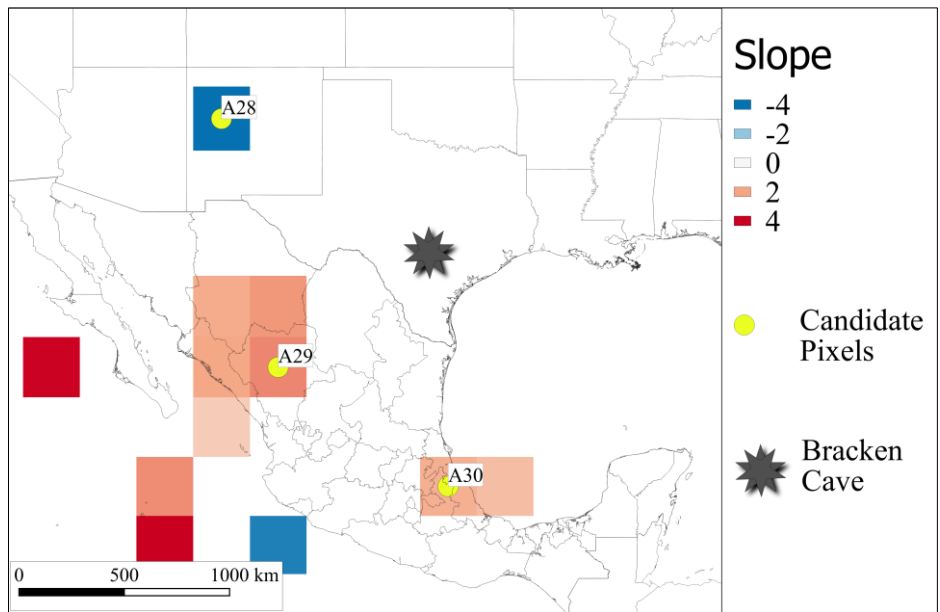 A28
A29
A30
0 500 1000 km
Slope
-4
-2
0
2
4
Candidate
Pixels
Bracken
Cave